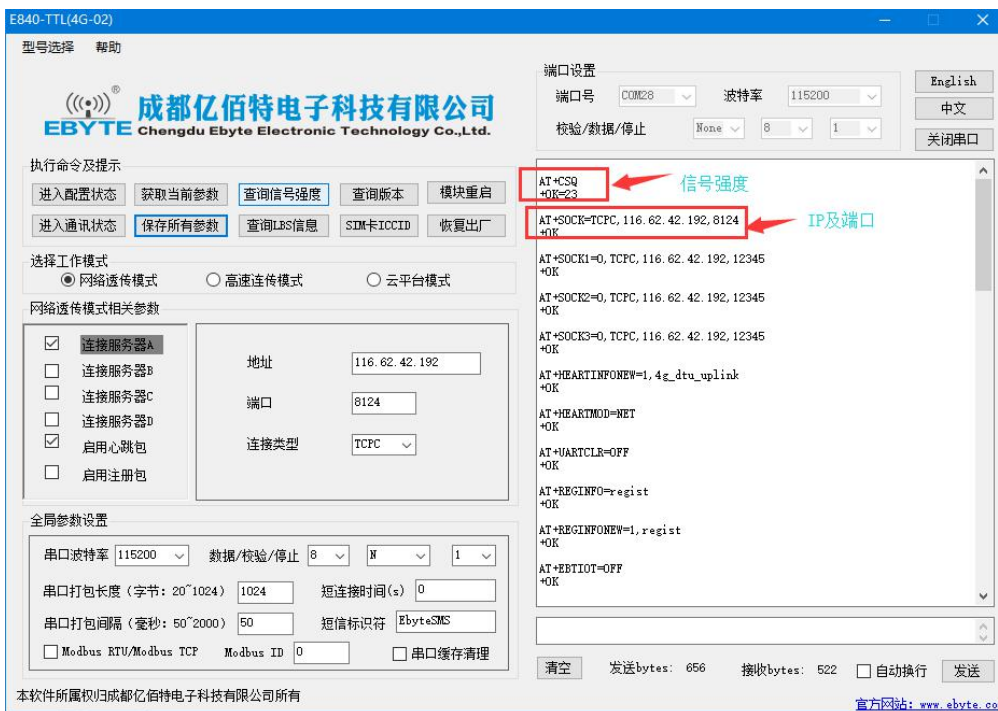 E840-TTL(4G-02)
型号选择 帮助
EBYTE®
成都亿佰特电子科技有限公司
Chengdu Ebyte Electronic Technology Co.,Ltd.
端口设置
端口号 COM28 波特率 115200
校验/数据/停止 None 8 1
English
中文
关闭串口
执行命令及提示
进入配置状态 获取当前参数 查询信号强度 查询版本 模块重启
进入通讯状态 保存所有参数 查询LBS信息 SIM卡ICCID 恢复出厂
选择工作模式
网络透传模式 高速连传模式 云平台模式
网络透传模式相关参数
连接服务器A
连接服务器B
连接服务器C
连接服务器D
启用心跳包
启用注册包
地址 116.62.42.192
端口 8124
连接类型 TCPC
全局参数设置
串口波特率 115200 数据/校验/停止 8 N 1
串口打包长度（字节：20~1024） 1024 短连接时间(s) 0
串口打包间隔（毫秒：50~2000） 50 短信标识符 EbyteSMS
Modbus RTU/Modbus TCP Modbus ID 0 串口缓存清理
AT+CSQ
+OK=23
信号强度
AT+SOCK=TCPC,116.62.42.192,8124
+OK
IP及端口
AT+SOCK1=0,TCPC,116.62.42.192,12345
+OK
AT+SOCK2=0,TCPC,116.62.42.192,12345
+OK
AT+SOCK3=0,TCPC,116.62.42.192,12345
+OK
AT+HEARTINFONEW=1,4g_dtu_uplink
+OK
AT+HEARTMOD=NET
+OK
AT+UARTCLR=OFF
+OK
AT+REGINFO=regist
+OK
AT+REGINFONEW=1,regist
+OK
AT+EBTIOT=OFF
+OK
清空 发送bytes: 656 接收bytes: 522 自动换行 发送
本软件所属权归成都亿佰特电子科技有限公司所有
官方网站: www.ebyte.co